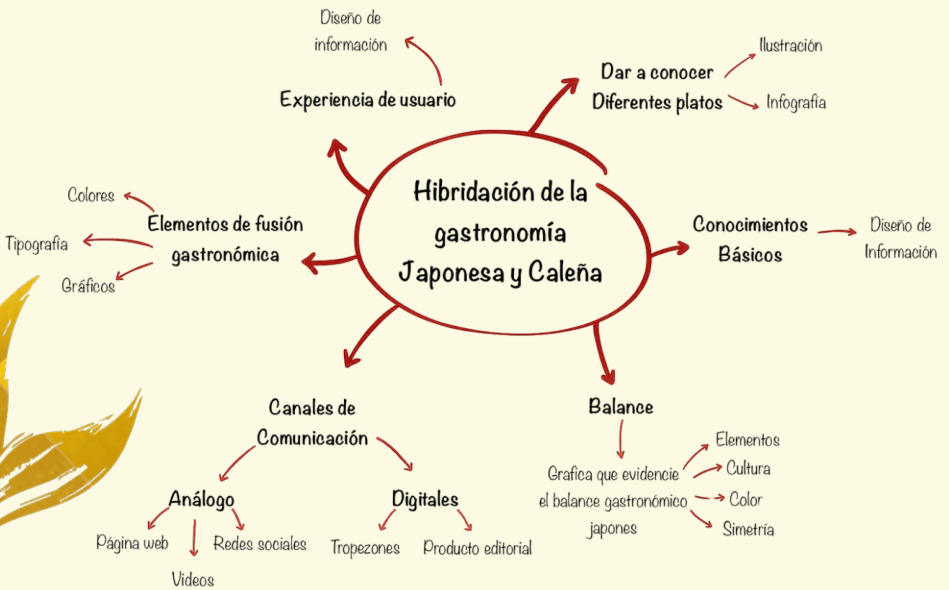 Diseño de
información
Experiencia de usuario
Dar a conocer
Diferentes platos
Ilustración
Infografía
Hibridación de la
gastronomía
Japonesa y Caleña
Colores
Tipografía
Gráficos
Elementos de fusión
gastronómica
Conocimientos
Básicos
Diseño de
Información
Canales de
Comunicación
Análogo
Página web
Videos
Redes sociales
Digitales
Tropezones
Producto editorial
Balance
Grafica que evidencie
el balance gastronómico
japones
Elementos
Cultura
Color
Simetría